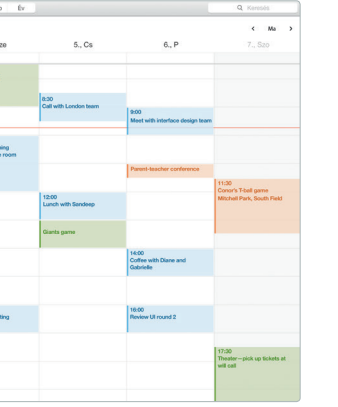 Év
Keresés
< Ma >
5., Cs
6., P
7., Szo
8:30
Call with London team
9:00
Meet with interface design team
room
Parent-teacher conference
11:30
Conor's T-ball game
Mitchell Park, South Field
12:00
Lunch with Sandeep
Giants game
14:00
Coffee with Diane and
Gabrielle
16:00
Review UI round 2
17:30
Theater—pick up tickets at
will call